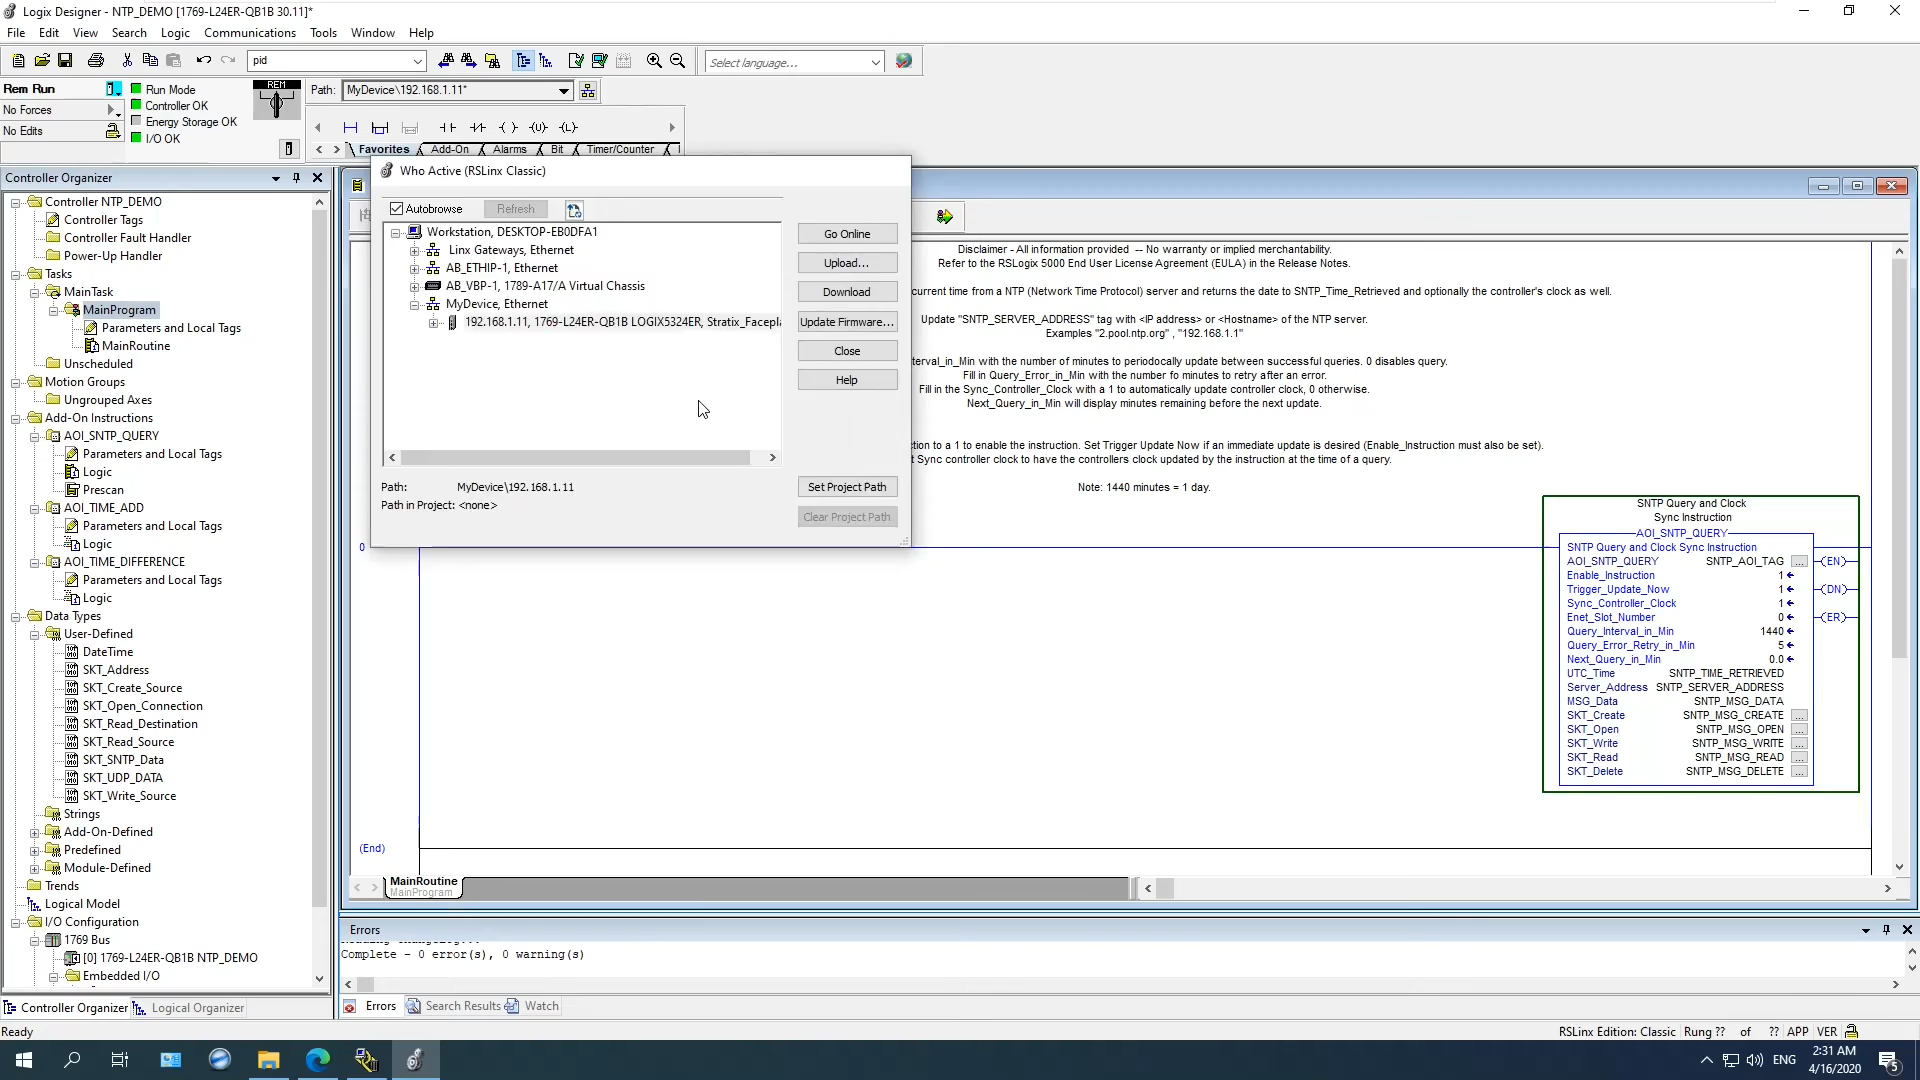 Logix Designer - NTP_DEMO [1769-L24ER-QB1B 30.11]*
File Edit View Search Logic Communications Tools Window Help
pid
Select language...
Rem Run
No Forces
No Edits
Run Mode
Controller OK
Energy Storage OK
I/O OK
REM
Path: MyDevice\192.168.1.11*
Favorites Add-On Alarms Bit Timer/Counter
Controller Organizer
Controller NTP_DEMO
Controller Tags
Controller Fault Handler
Power-Up Handler
Tasks
MainTask
MainProgram
Parameters and Local Tags
MainRoutine
Unscheduled
Motion Groups
Ungrouped Axes
Add-On Instructions
AOI_SNTP_QUERY
Parameters and Local Tags
Logic
Prescan
AOI_TIME_ADD
Parameters and Local Tags
Logic
AOI_TIME_DIFFERENCE
Parameters and Local Tags
Logic
Data Types
User-Defined
DateTime
SKT_Address
SKT_Create_Source
SKT_Open_Connection
SKT_Read_Destination
SKT_Read_Source
SKT_SNTP_Data
SKT_UDP_DATA
SKT_Write_Source
Strings
Add-On-Defined
Predefined
Module-Defined
Trends
Logical Model
I/O Configuration
1769 Bus
[0] 1769-L24ER-QB1B NTP_DEMO
Embedded I/O
Controller Organizer Logical Organizer
Who Active (RSLinx Classic)
Autobrowse Refresh
Workstation, DESKTOP-EB0DFA1
Linx Gateways, Ethernet
AB_ETHIP-1, Ethernet
AB_VBP-1, 1789-A17/A Virtual Chassis
MyDevice, Ethernet
192.168.1.11, 1769-L24ER-QB1B LOGIX5324ER, Stratix_Facepl
Go Online
Upload...
Download
Update Firmware...
Close
Help
Path: MyDevice\192.168.1.11
Path in Project: <none>
Set Project Path
Clear Project Path
Disclaimer - All information provided -- No warranty or implied merchantability.
Refer to the RSLogix 5000 End User License Agreement (EULA) in the Release Notes.
current time from a NTP (Network Time Protocol) server and returns the date to SNTP_Time_Retrieved and optionally the controller's clock as well.
Update "SNTP_SERVER_ADDRESS" tag with <IP address> or <Hostname> of the NTP server.
Examples "2.pool.ntp.org" , "192.168.1.1"
erval_in_Min with the number of minutes to periodocally update between successful queries. 0 disables query.
Fill in Query_Error_in_Min with the number fo minutes to retry after an error.
Fill in the Sync_Controller_Clock with a 1 to automatically update controller clock, 0 otherwise.
Next_Query_in_Min will display minutes remaining before the next update.
tion to a 1 to enable the instruction. Set Trigger Update Now if an immediate update is desired (Enable_Instruction must also be set).
t Sync controller clock to have the controllers clock updated by the instruction at the time of a query.
Note: 1440 minutes = 1 day.
0
SNTP Query and Clock
Sync Instruction
AOI_SNTP_QUERY
SNTP Query and Clock Sync Instruction
AOI_SNTP_QUERY SNTP_AOI_TAG ... (EN)
Enable_Instruction 1
Trigger_Update_Now 1 (DN)
Sync_Controller_Clock 1
Enet_Slot_Number 0 (ER)
Query_Interval_in_Min 1440
Query_Error_Retry_in_Min 5
Next_Query_in_Min 0.0
UTC_Time SNTP_TIME_RETRIEVED
Server_Address SNTP_SERVER_ADDRESS
MSG_Data SNTP_MSG_DATA
SKT_Create SNTP_MSG_CREATE ...
SKT_Open SNTP_MSG_OPEN ...
SKT_Write SNTP_MSG_WRITE ...
SKT_Read SNTP_MSG_READ ...
SKT_Delete SNTP_MSG_DELETE ...
(End)
MainRoutine
MainProgram
Errors
Complete - 0 error(s), 0 warning(s)
Errors Search Results Watch
Ready
RSLinx Edition: Classic Rung ?? of ?? APP VER
ENG
2:31 AM
4/16/2020
5